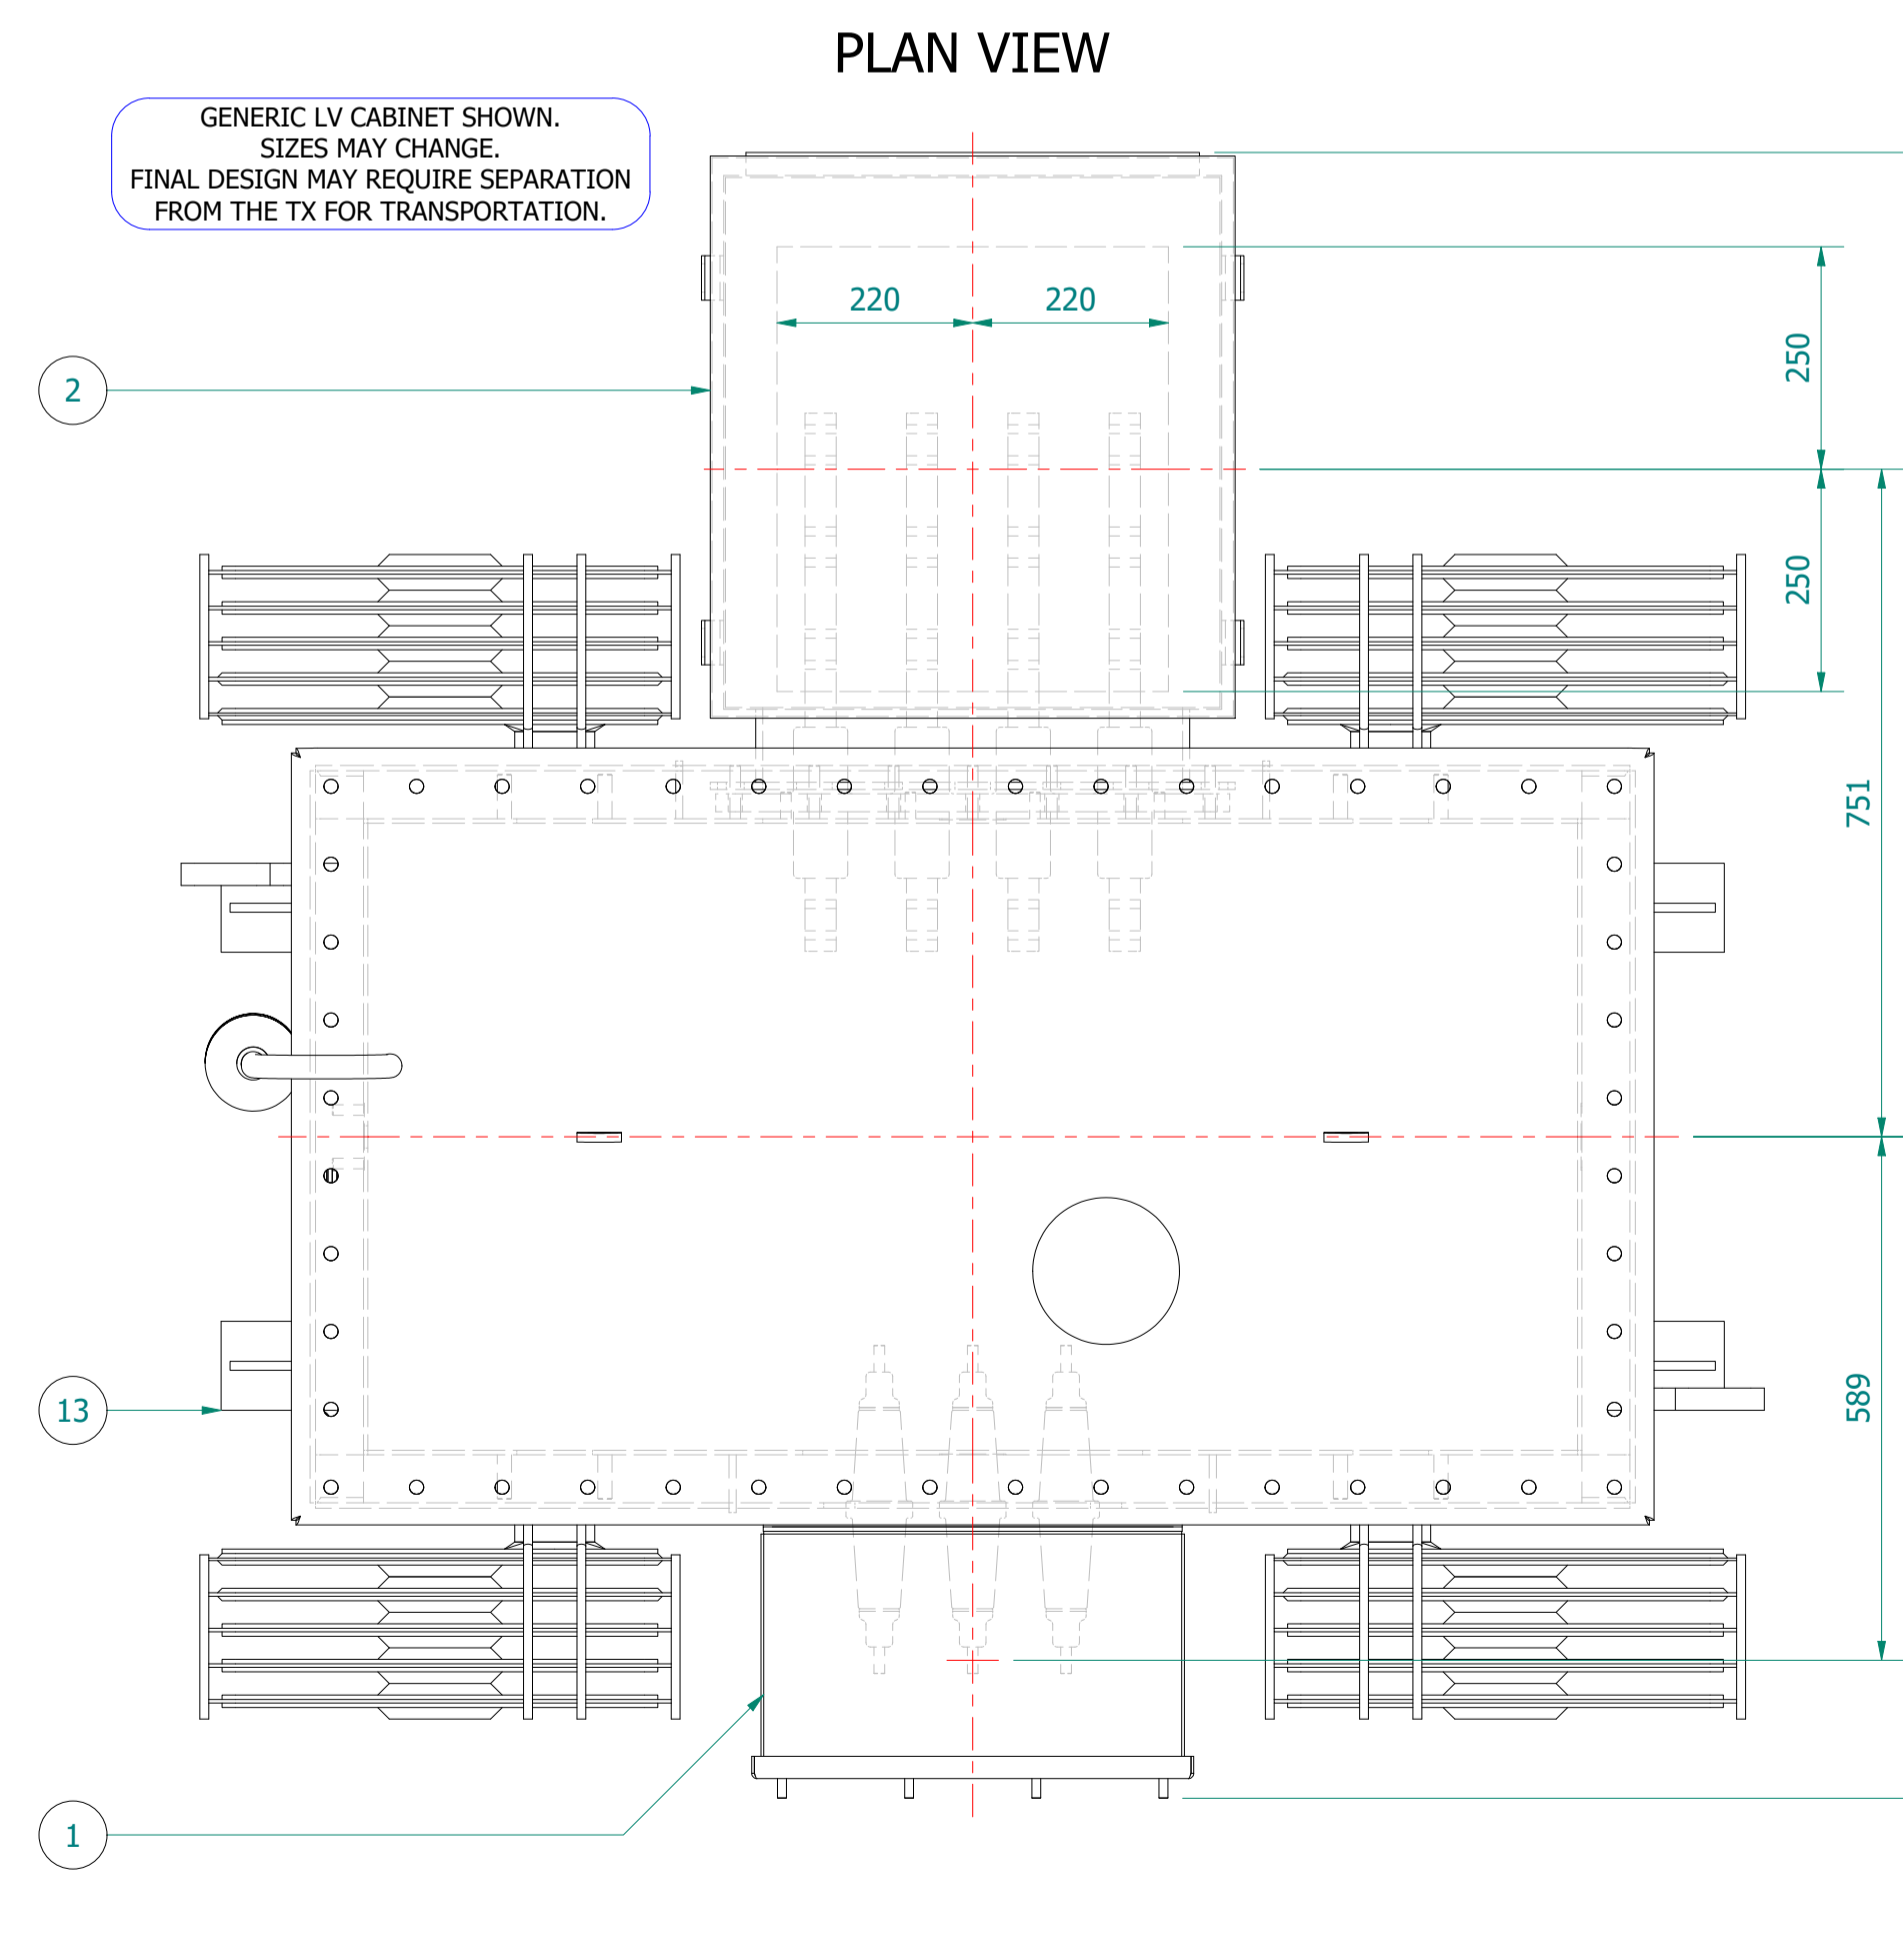 PLAN VIEW
GENERIC LV CABINET SHOWN.
SIZES MAY CHANGE.
FINAL DESIGN MAY REQUIRE SEPARATION
FROM THE TX FOR TRANSPORTATION.
220
220
250
2
250
751
589
13
1